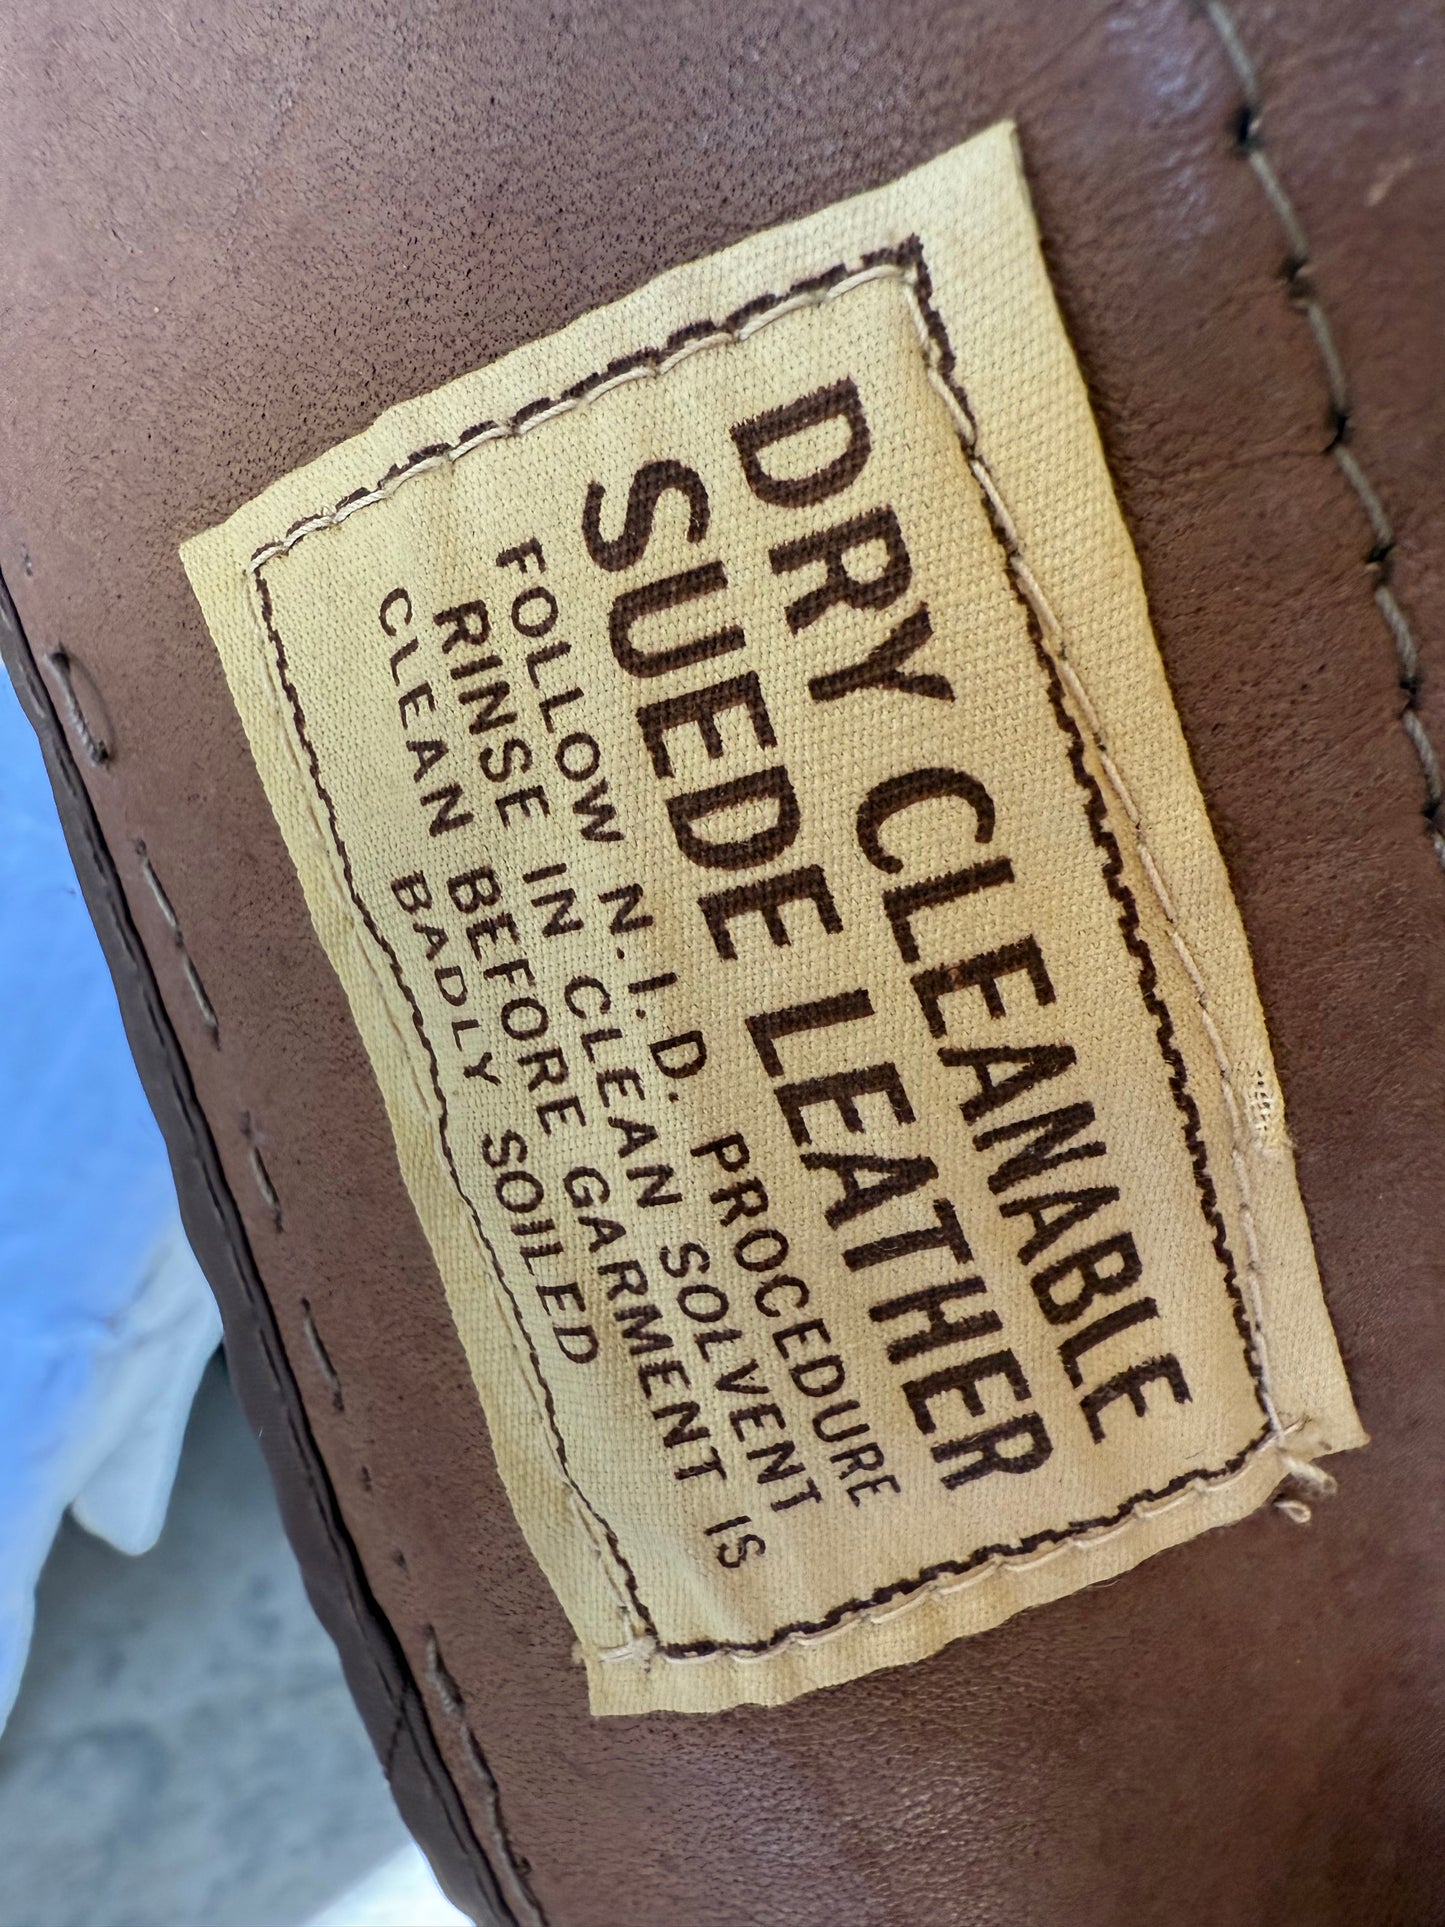 DRY CLEANABLE
SUEDE LEATHER
FOLLOW N.I.D. PROCEDURE
RINSE IN CLEAN SOLVENT
CLEAN BEFORE GARMENT IS
BADLY SOILED